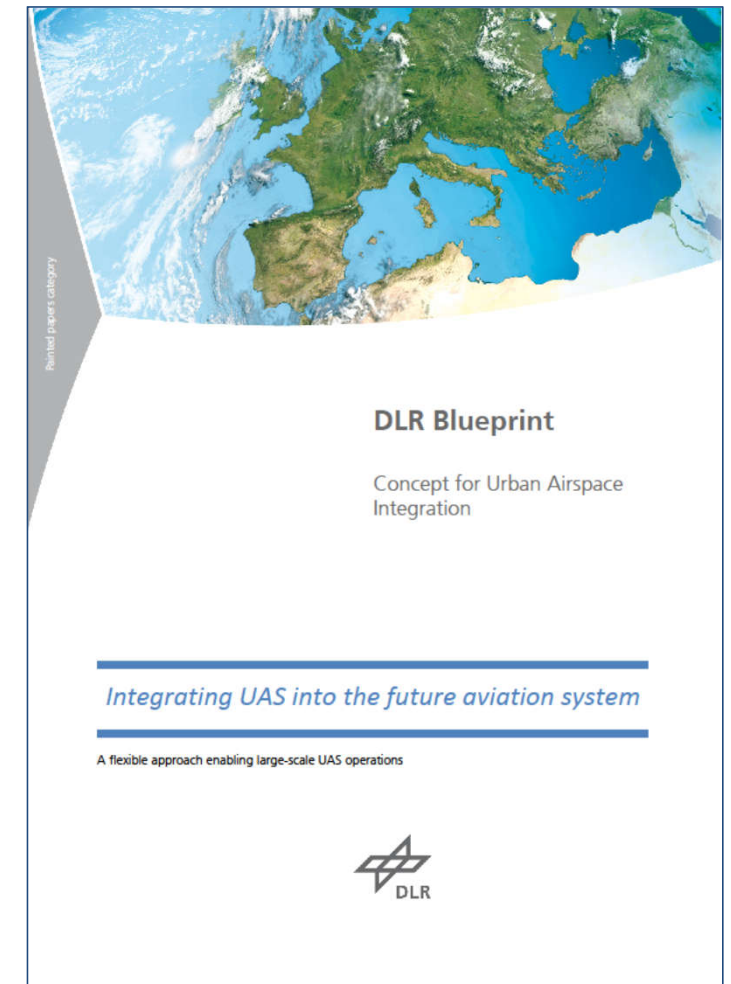 Painted papers category
DLR Blueprint
Concept for Urban Airspace
Integration
Integrating UAS into the future aviation system
A flexible approach enabling large-scale UAS operations
DLR